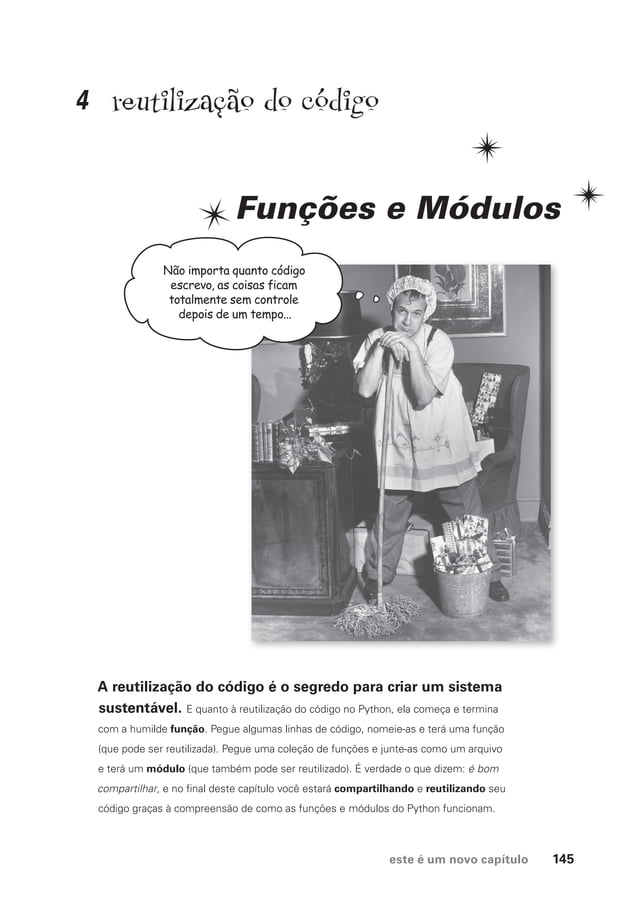 4 reutilização do código
Funções e Módulos
Não importa quanto código
escrevo, as coisas ficam
totalmente sem controle
depois de um tempo...
A reutilização do código é o segredo para criar um sistema
sustentável. E quanto à reutilização do código no Python, ela começa e termina
com a humilde função. Pegue algumas linhas de código, nomeie-as e terá uma função
(que pode ser reutilizada). Pegue uma coleção de funções e junte-as como um arquivo
e terá um módulo (que também pode ser reutilizado). É verdade o que dizem: é bom
compartilhar, e no final deste capítulo você estará compartilhando e reutilizando seu
código graças à compreensão de como as funções e módulos do Python funcionam.
este é um novo capítulo 145